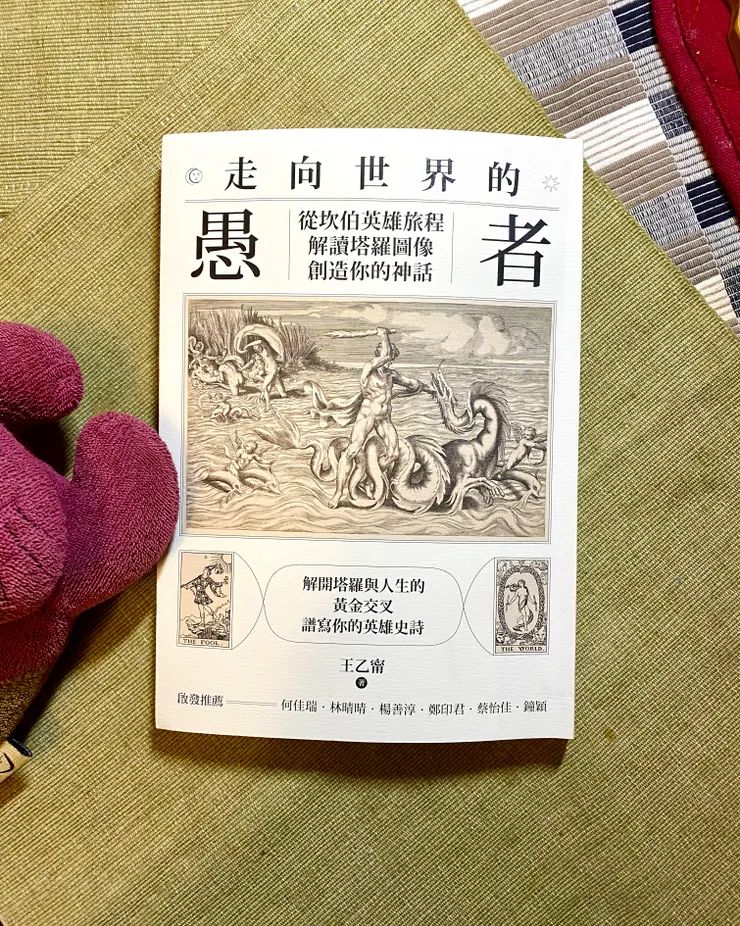 走向世界的
愚者
從坎伯英雄旅程
解讀塔羅圖像
創造你的神話
解開塔羅與人生的
黃金交叉
譜寫你的英雄史詩
THE FOOL.
THE WORLD.
王乙甯
著
啟發推薦
何佳瑞·林晴晴·楊善淳·鄭印君·蔡怡佳·鐘穎